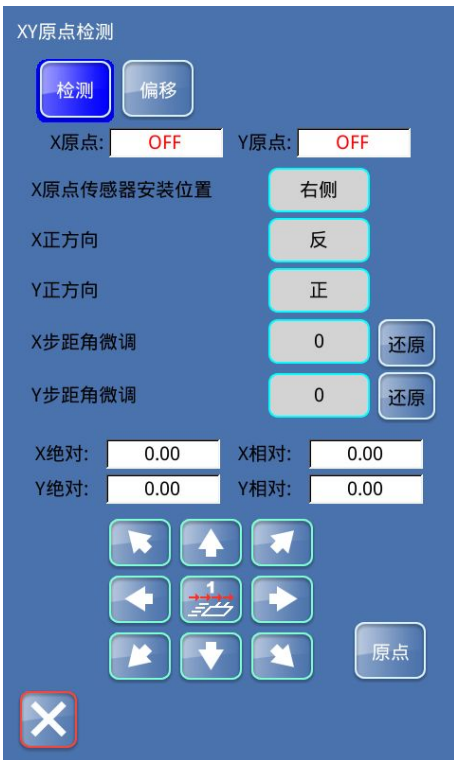 XY原点检测
检测 偏移
X原点: OFF Y原点: OFF
X原点传感器安装位置 右侧
X正方向 反
Y正方向 正
X步距角微调 0 还原
Y步距角微调 0 还原
X绝对: 0.00 X相对: 0.00
Y绝对: 0.00 Y相对: 0.00
1
原点